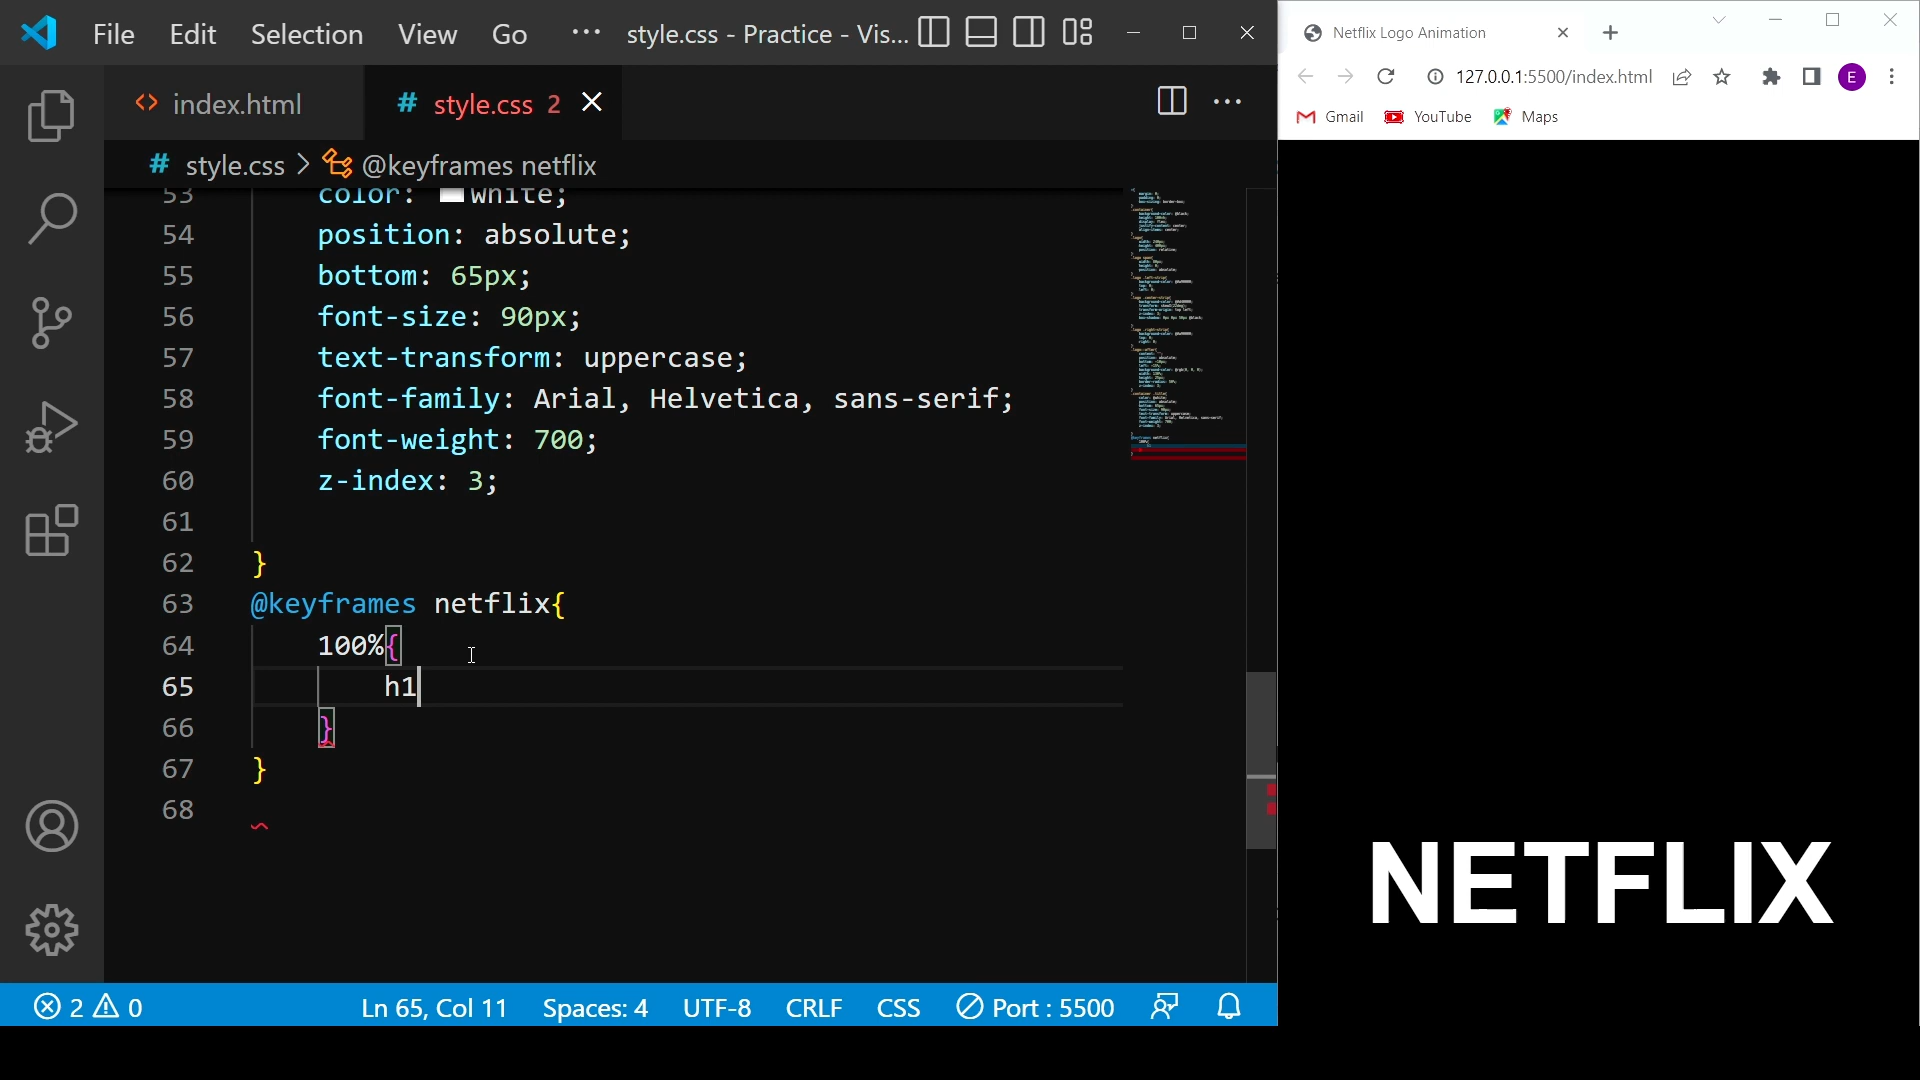 File Edit Selection View Go ··· style.css - Practice - Vis...
index.html
# style.css 2
# style.css > @keyframes netflix
53 color: white;
54 position: absolute;
55 bottom: 65px;
56 font-size: 90px;
57 text-transform: uppercase;
58 font-family: Arial, Helvetica, sans-serif;
59 font-weight: 700;
60 z-index: 3;
61
62 }
63 @keyframes netflix{
64 100%{
65 h1
66 }
67 }
68
2 0 Ln 65, Col 11 Spaces: 4 UTF-8 CRLF CSS Port : 5500
Netflix Logo Animation
127.0.0.1:5500/index.html E
Gmail YouTube Maps
NETFLIX